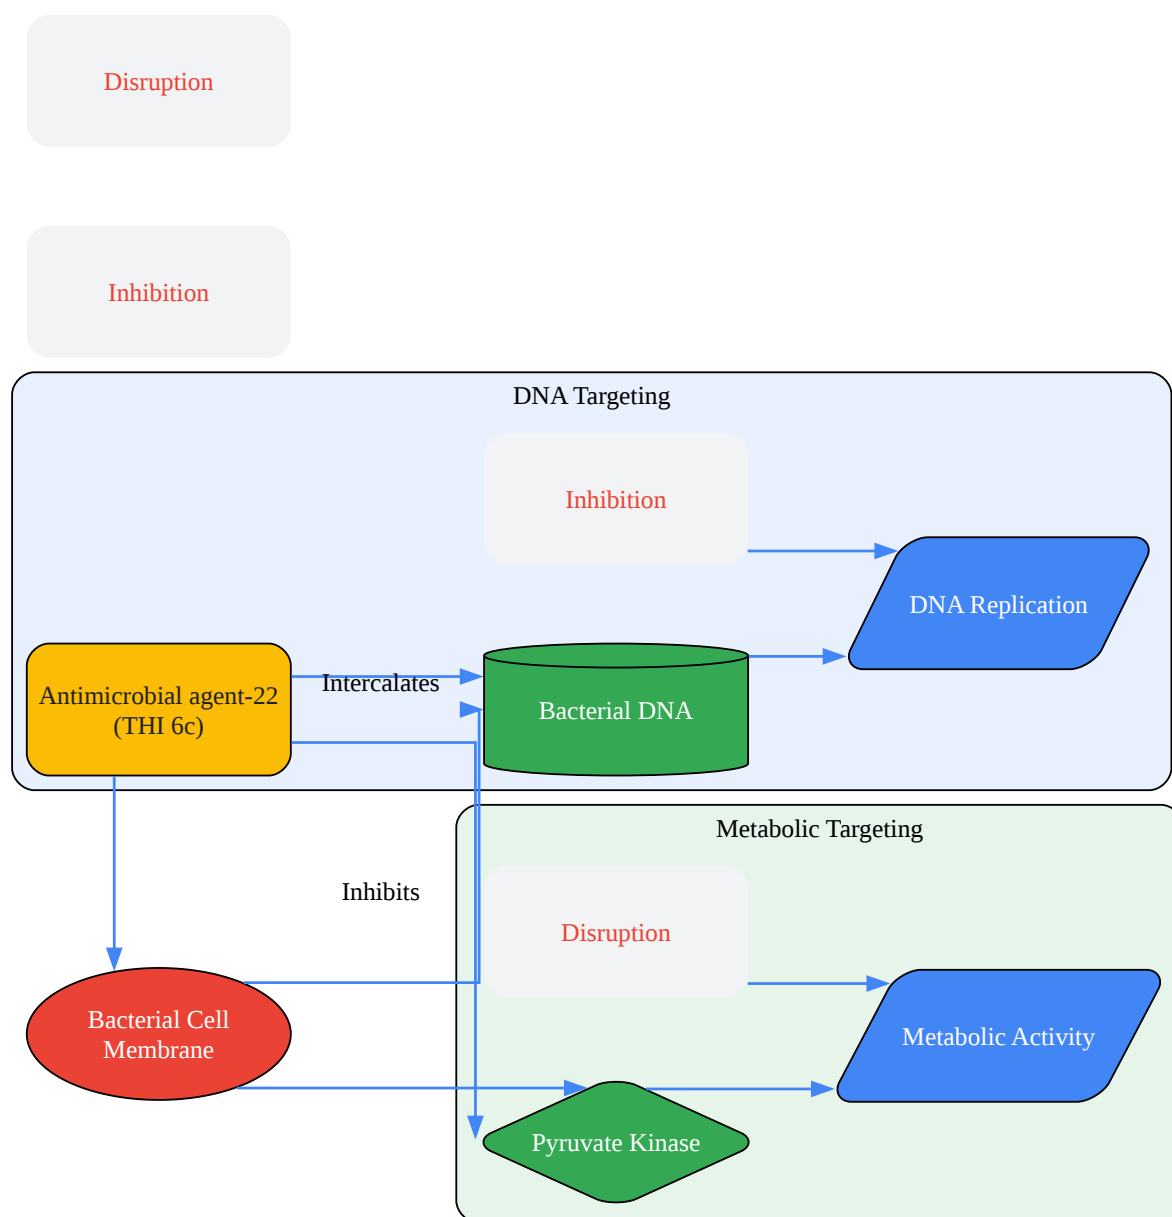 Disruption
Inhibition
DNA Targeting
Inhibition
DNA Replication
Antimicrobial agent-22
(THI 6c)
Intercalates
Bacterial DNA
Metabolic Targeting
Inhibits
Disruption
Bacterial Cell
Membrane
Metabolic Activity
Pyruvate Kinase